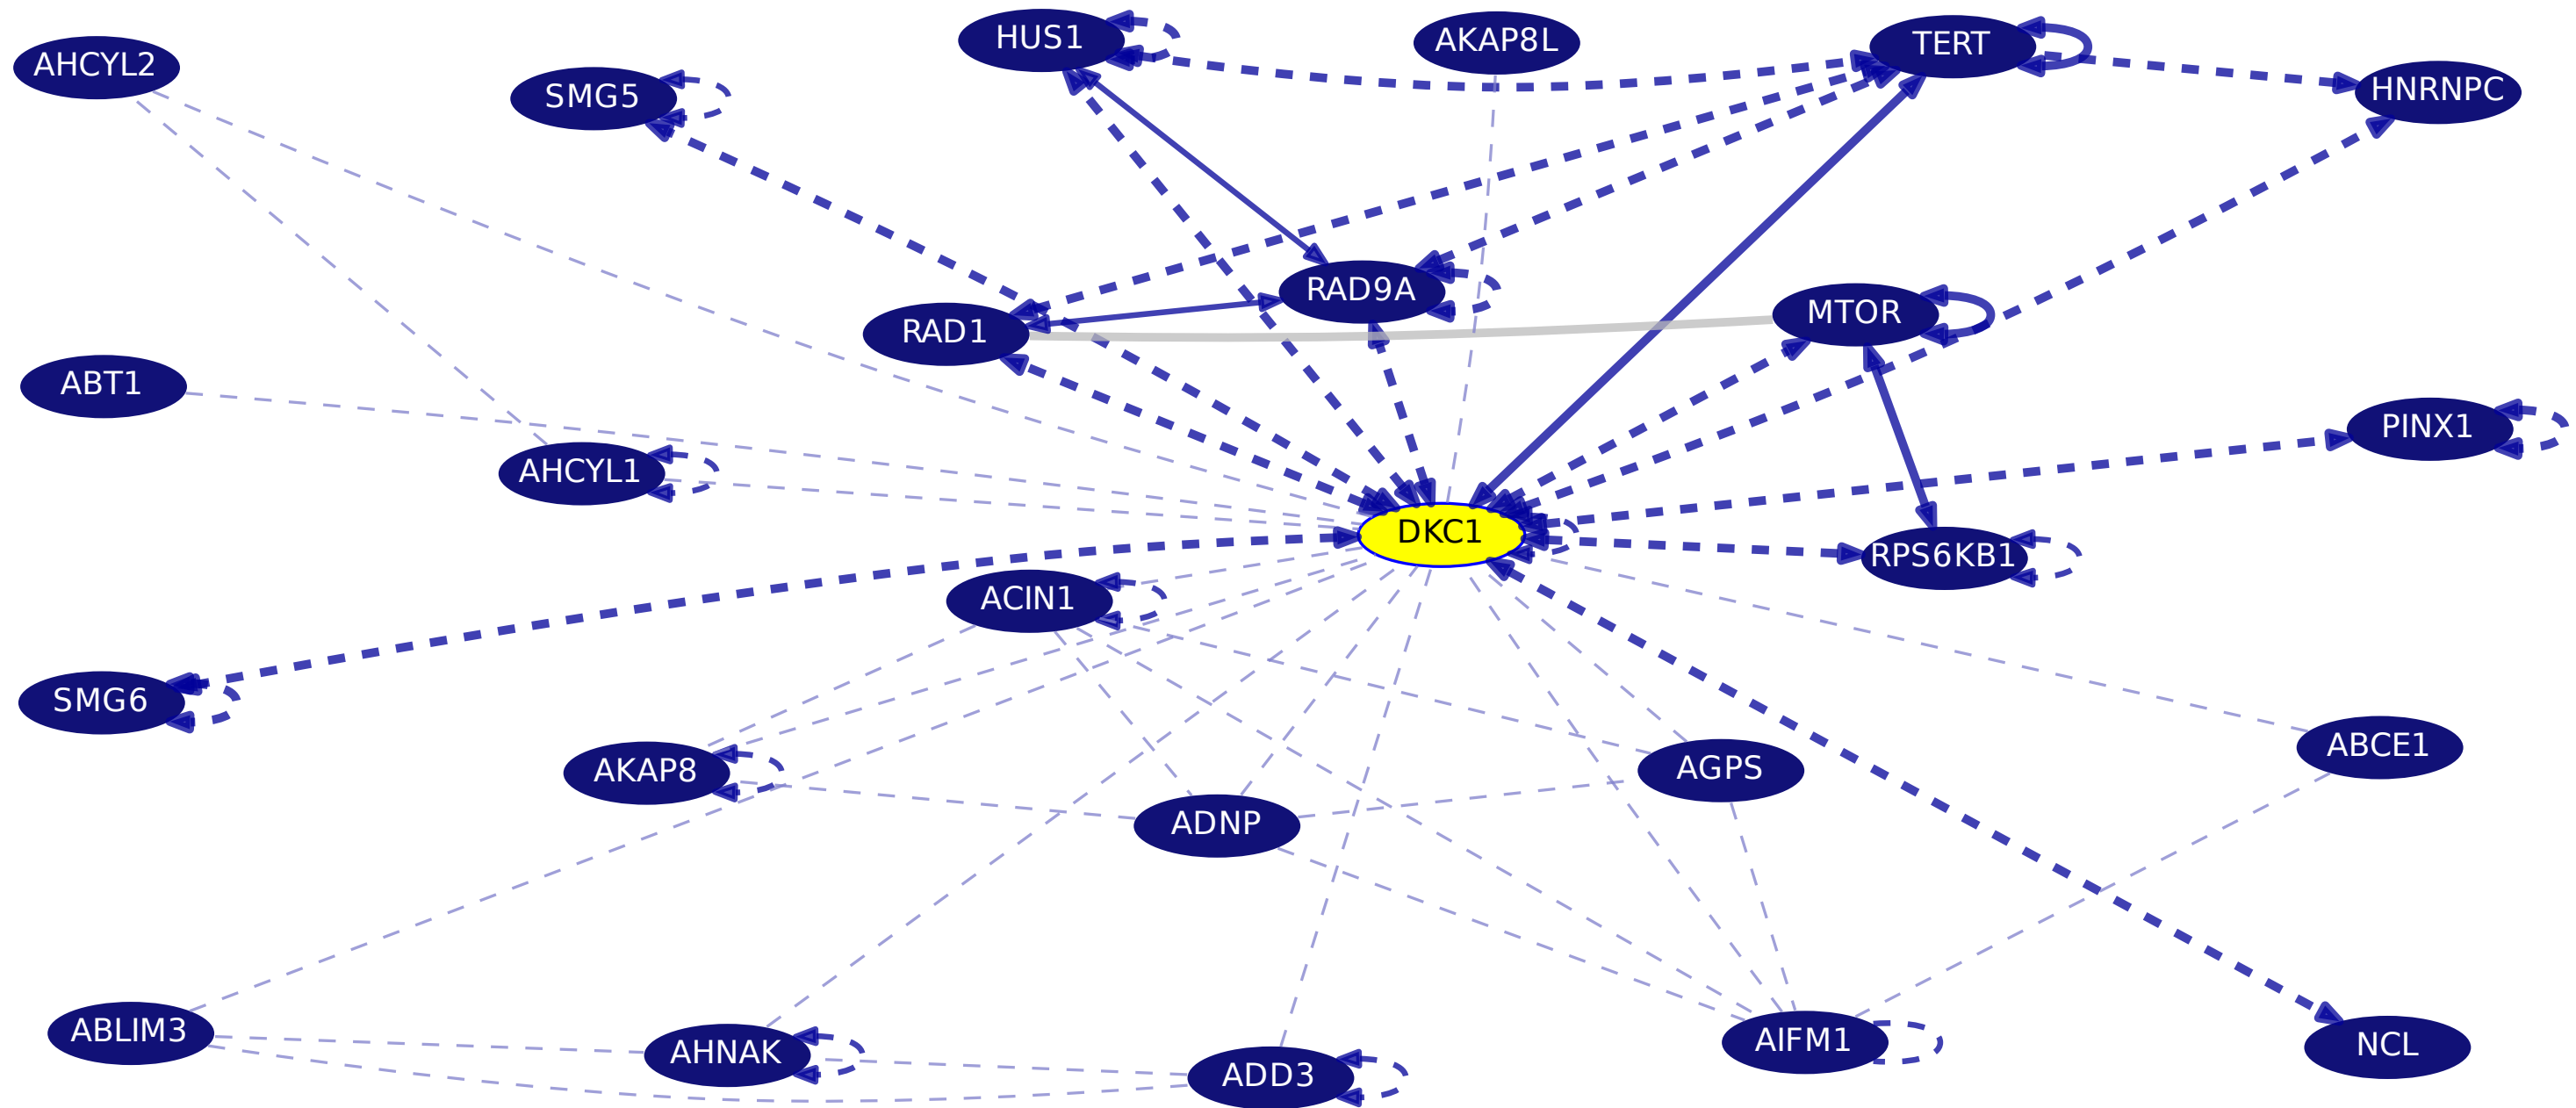 HUS1
AKAP8L
TERT
AHCYL2
SMG5
HNRNPC
RAD9A
MTOR
RAD1
ABT1
PINX1
AHCYL1
DKC1
RPS6KB1
ACIN1
SMG6
ABCE1
AKAP8
AGPS
ADNP
ABLIM3
AIFM1
NCL
AHNAK
ADD3